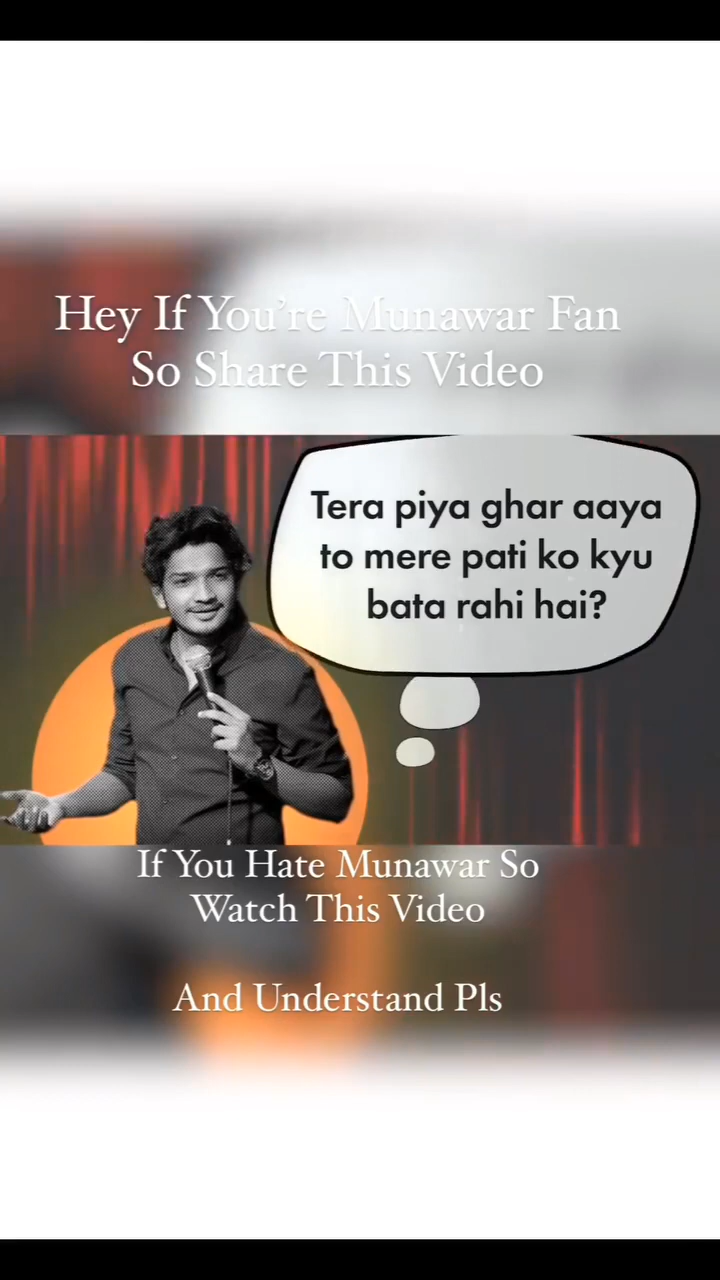 Hey If You’re Munawar Fan
So Share This Video
Tera piya ghar aaya
to mere pati ko kyu
bata rahi hai?
If You Hate Munawar So
Watch This Video
And Understand Pls